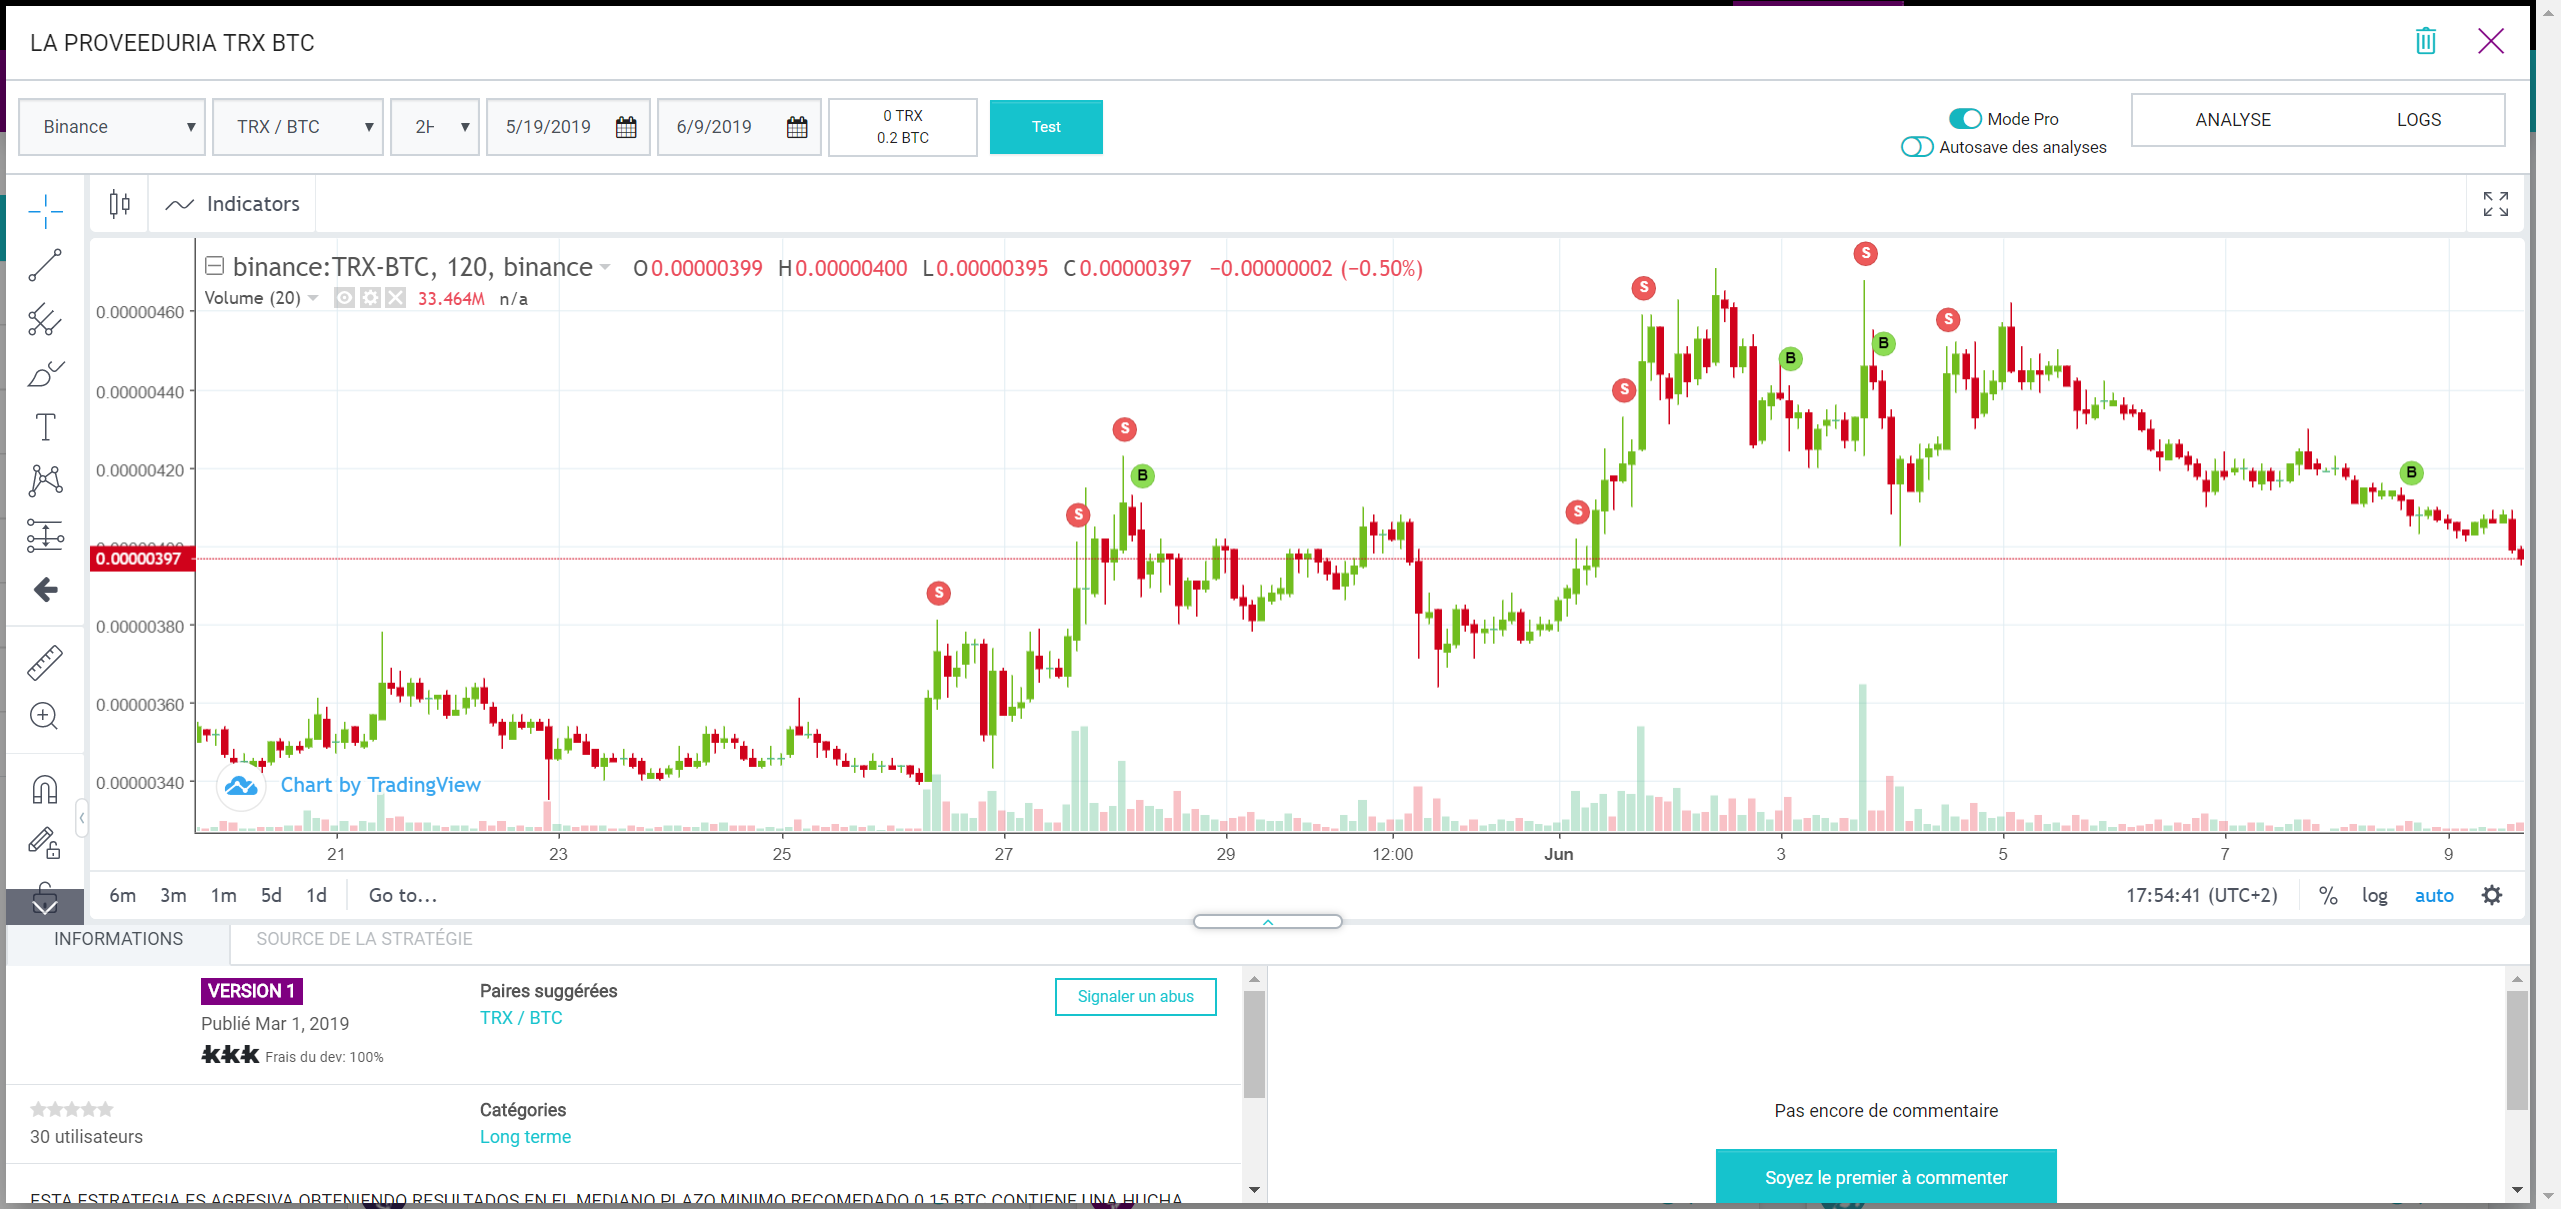 LA PROVEEDURIA TRX BTC
Binance
TRX / BTC
5/19/2019
6/9/2019
0 TRX
0.2 BTC
Test
Mode Pro
Autosave des analyses
ANALYSE
LOGS
Indicators
binance:TRX-BTC, 120, binance O0.00000399 H0.00000400 L0.00000395 C0.00000397 −0.00000002 (−0.50%)
Volume (20) 33.464M n/a
0.00000460
0.00000440
0.00000420
0.00000397
0.00000380
0.00000360
0.00000340
S
S
S
B
S
S
S
B
S
B
S
B
Chart by TradingView
21 23 25 27 29 12:00 Jun 3 5 7 9
6m 3m 1m 5d 1d Go to...
17:54:41 (UTC+2) % log auto
INFORMATIONS
SOURCE DE LA STRATÉGIE
VERSION 1
Publié Mar 1, 2019
kkk Frais du dev: 100%
Paires suggérées
TRX / BTC
Signaler un abus
30 utilisateurs
Catégories
Long terme
Pas encore de commentaire
Soyez le premier à commenter
ESTA ESTRATEGIA ES AGRESIVA OBTENIENDO RESULTADOS EN EL MEDIANO PLAZO MINIMO RECOMEDADO 0.15 BTC CONTIENE UNA HUCHA